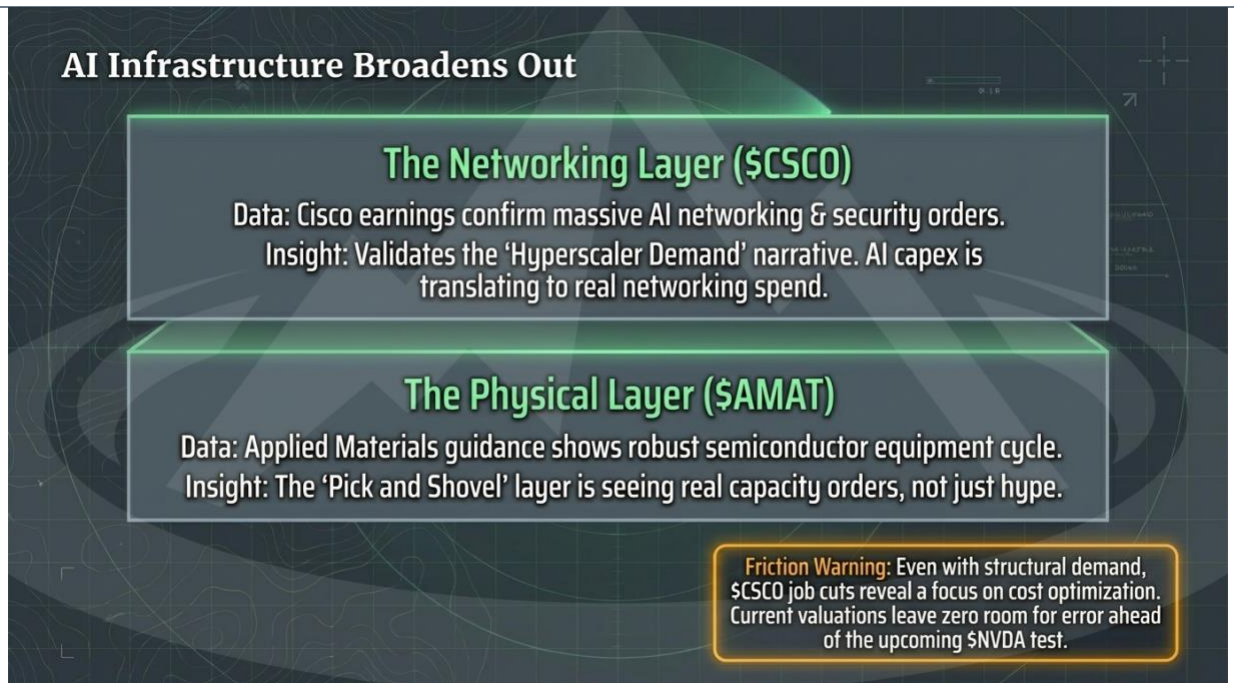 AI Infrastructure Broadens Out
The Networking Layer ($CSCO)
Data: Cisco earnings confirm massive AI networking & security orders.
Insight: Validates the ‘Hyperscaler Demand’ narrative. AI capex is
translating to real networking spend.
The Physical Layer ($AMAT)
Data: Applied Materials guidance shows robust semiconductor equipment cycle.
Insight: The ‘Pick and Shovel’ layer is seeing real capacity orders, not just hype.
Friction Warning: Even with structural demand,
$CSCO job cuts reveal a focus on cost optimization.
Current valuations leave zero room for error ahead
of the upcoming $NVDA test.